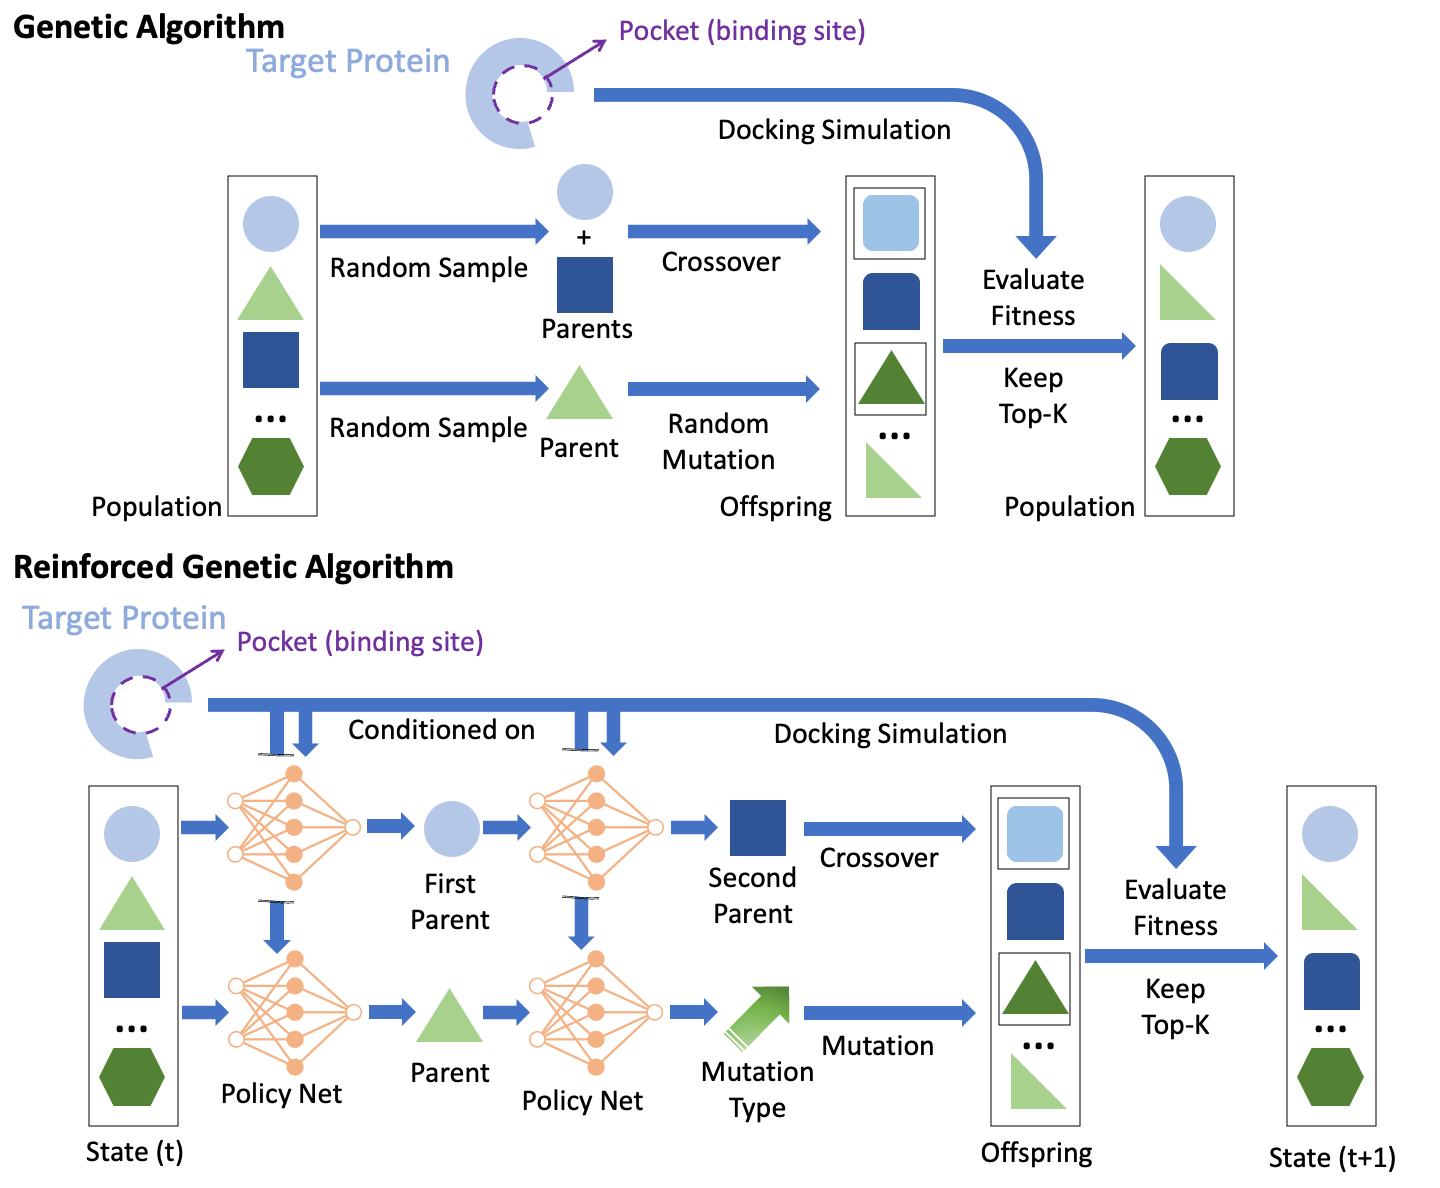 Genetic Algorithm
Pocket (binding site)
Target Protein
Docking Simulation
+
Random Sample
Crossover
Parents
Evaluate
Fitness
Keep
Top-K
Random Sample
Parent
Random
Mutation
...
...
...
Population
Offspring
Population
Reinforced Genetic Algorithm
Target Protein
Pocket (binding site)
Conditioned on
Docking Simulation
First
Parent
Second
Parent
Crossover
Evaluate
Fitness
Keep
Top-K
...
...
...
Policy Net
Parent
Policy Net
Mutation
Type
Mutation
State (t)
Offspring
State (t+1)